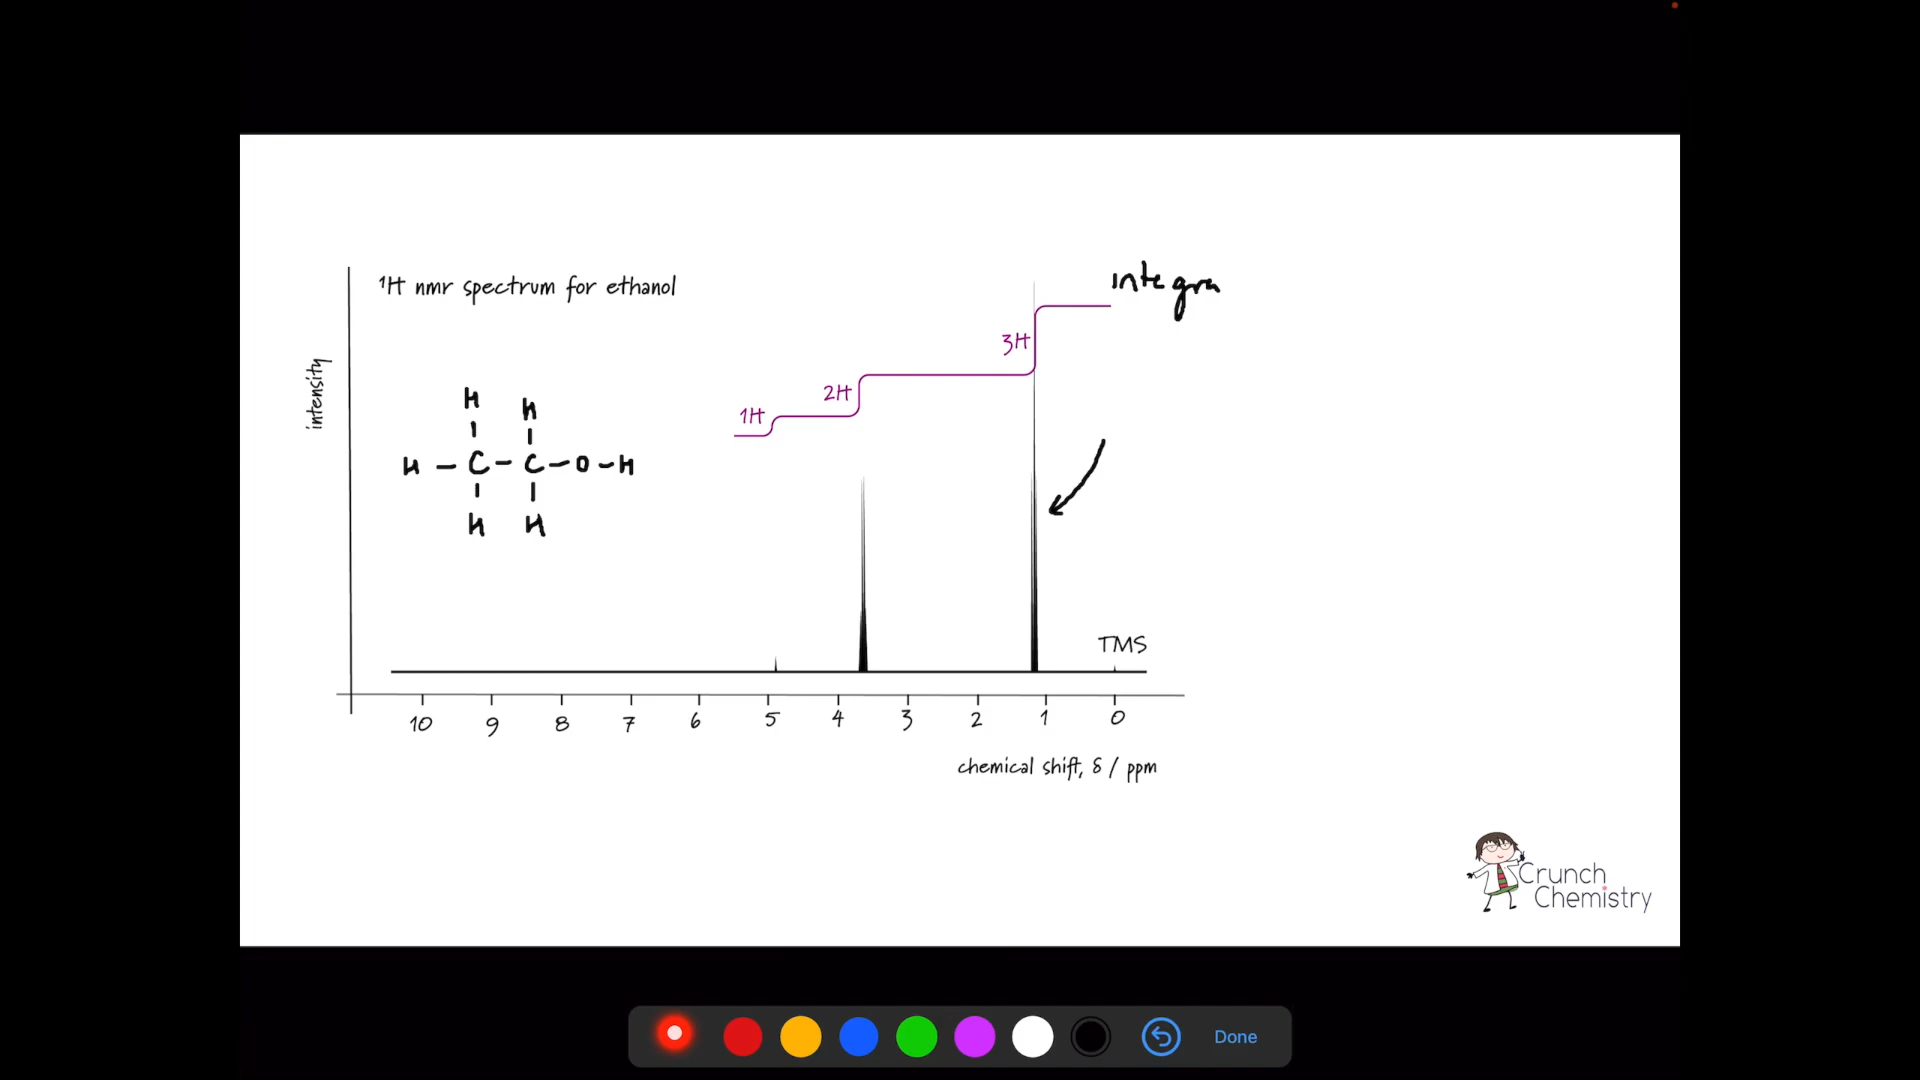 ¹H nmr spectrum for ethanol
integra
3H
2H
1H
intensity
H h
H - C - C - O - H
H H
TMS
10 9 8 7 6 5 4 3 2 1 0
chemical shift, δ / ppm
Crunch
Chemistry
Done